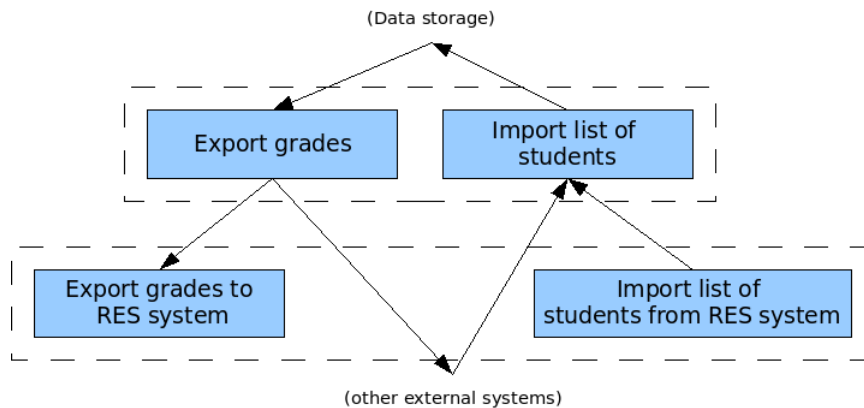 (Data storage)
Export grades
Import list of
students
Export grades to
RES system
Import list of
students from RES system
(other external systems)